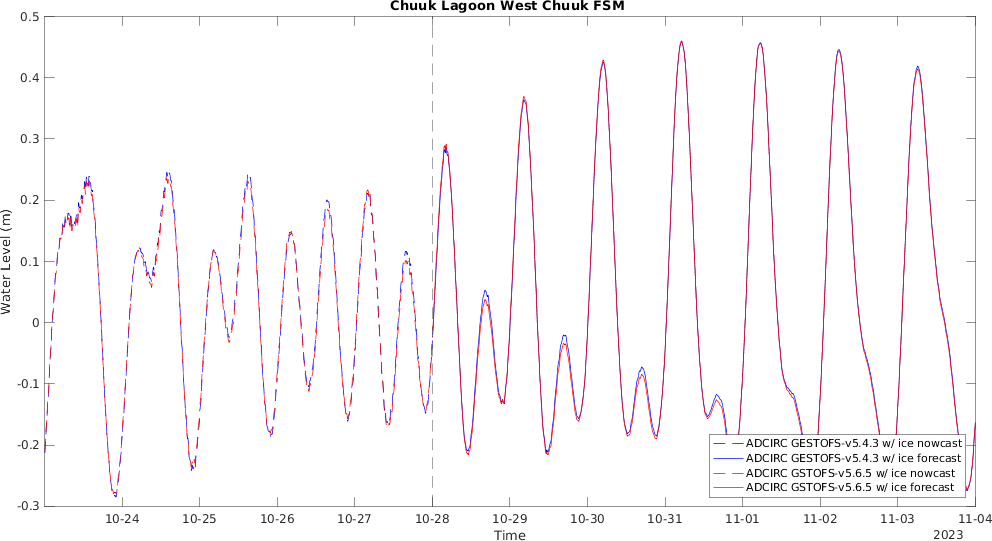 Chuuk Lagoon West Chuuk FSM
Water Level (m)
0.5
0.4
0.3
0.2
0.1
0
-0.1
-0.2
-0.3
ADCIRC GESTOFS-v5.4.3 w/ ice nowcast
ADCIRC GESTOFS-v5.4.3 w/ ice forecast
ADCIRC GSTOFS-v5.6.5 w/ ice nowcast
ADCIRC GSTOFS-v5.6.5 w/ ice forecast
10-24 10-25 10-26 10-27 10-28 10-29 10-30 10-31 11-01 11-02 11-03 11-04
Time
2023